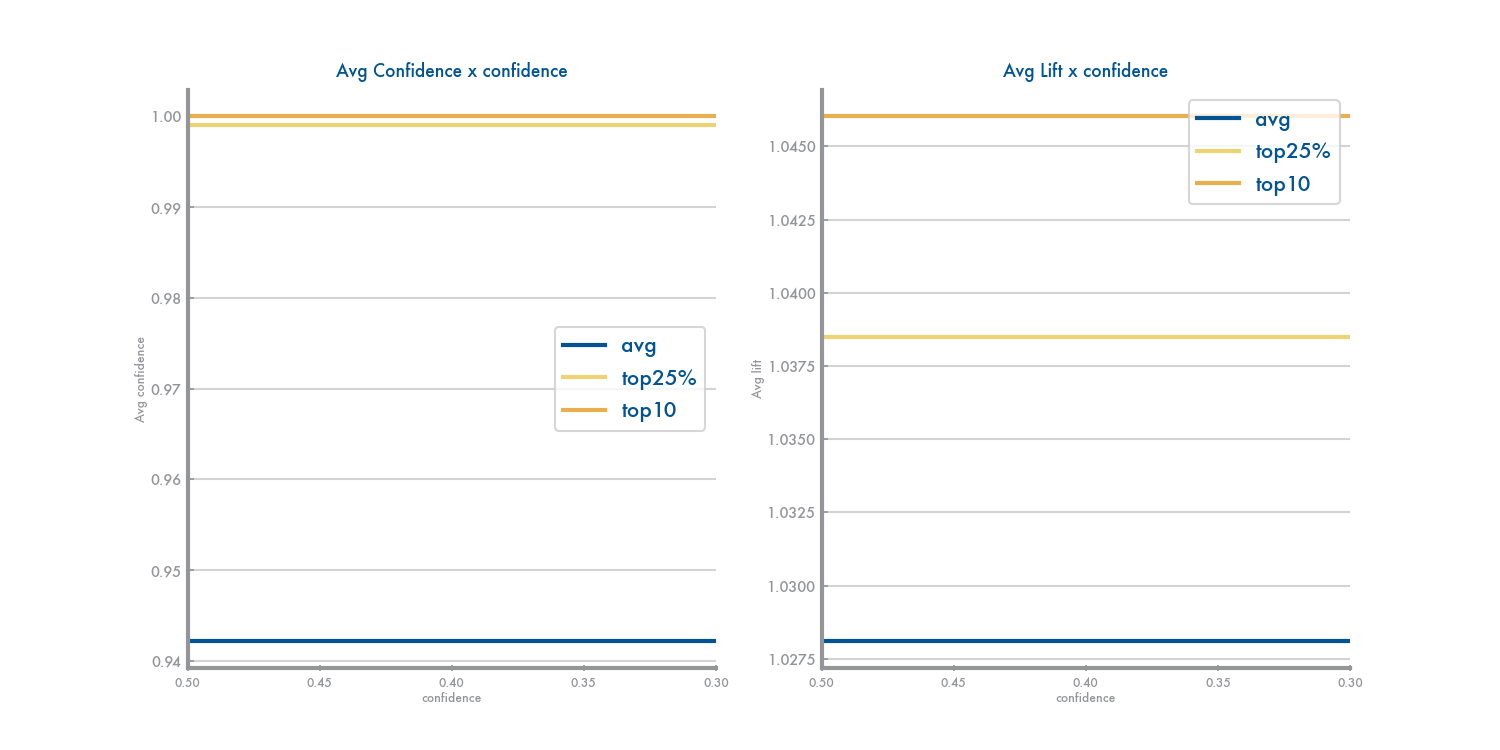 Avg Confidence x confidence
1.00
0.99
0.98
0.97
0.96
0.95
0.94
Avg confidence
avg
top25%
top10
0.50 0.45 0.40 0.35 0.30
confidence
Avg Lift x confidence
1.0450
1.0425
1.0400
1.0375
1.0350
1.0325
1.0300
1.0275
Avg lift
avg
top25%
top10
0.50 0.45 0.40 0.35 0.30
confidence